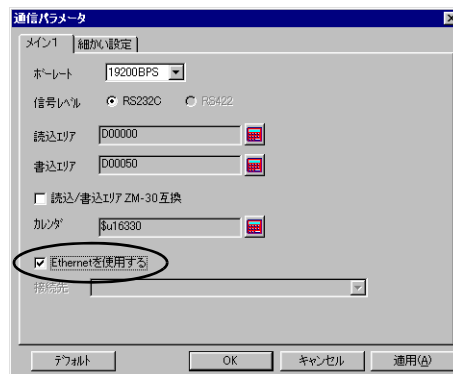 通信パラメータ
メイン1 細かい設定
ボーレート 19200BPS
信号レベル RS232C RS422
読込エリア D00000
書込エリア D00050
読込/書込エリア ZM-30互換
カレンダ $u16330
Ethernetを使用する
接続先
デフォルト OK キャンセル 適用(A)